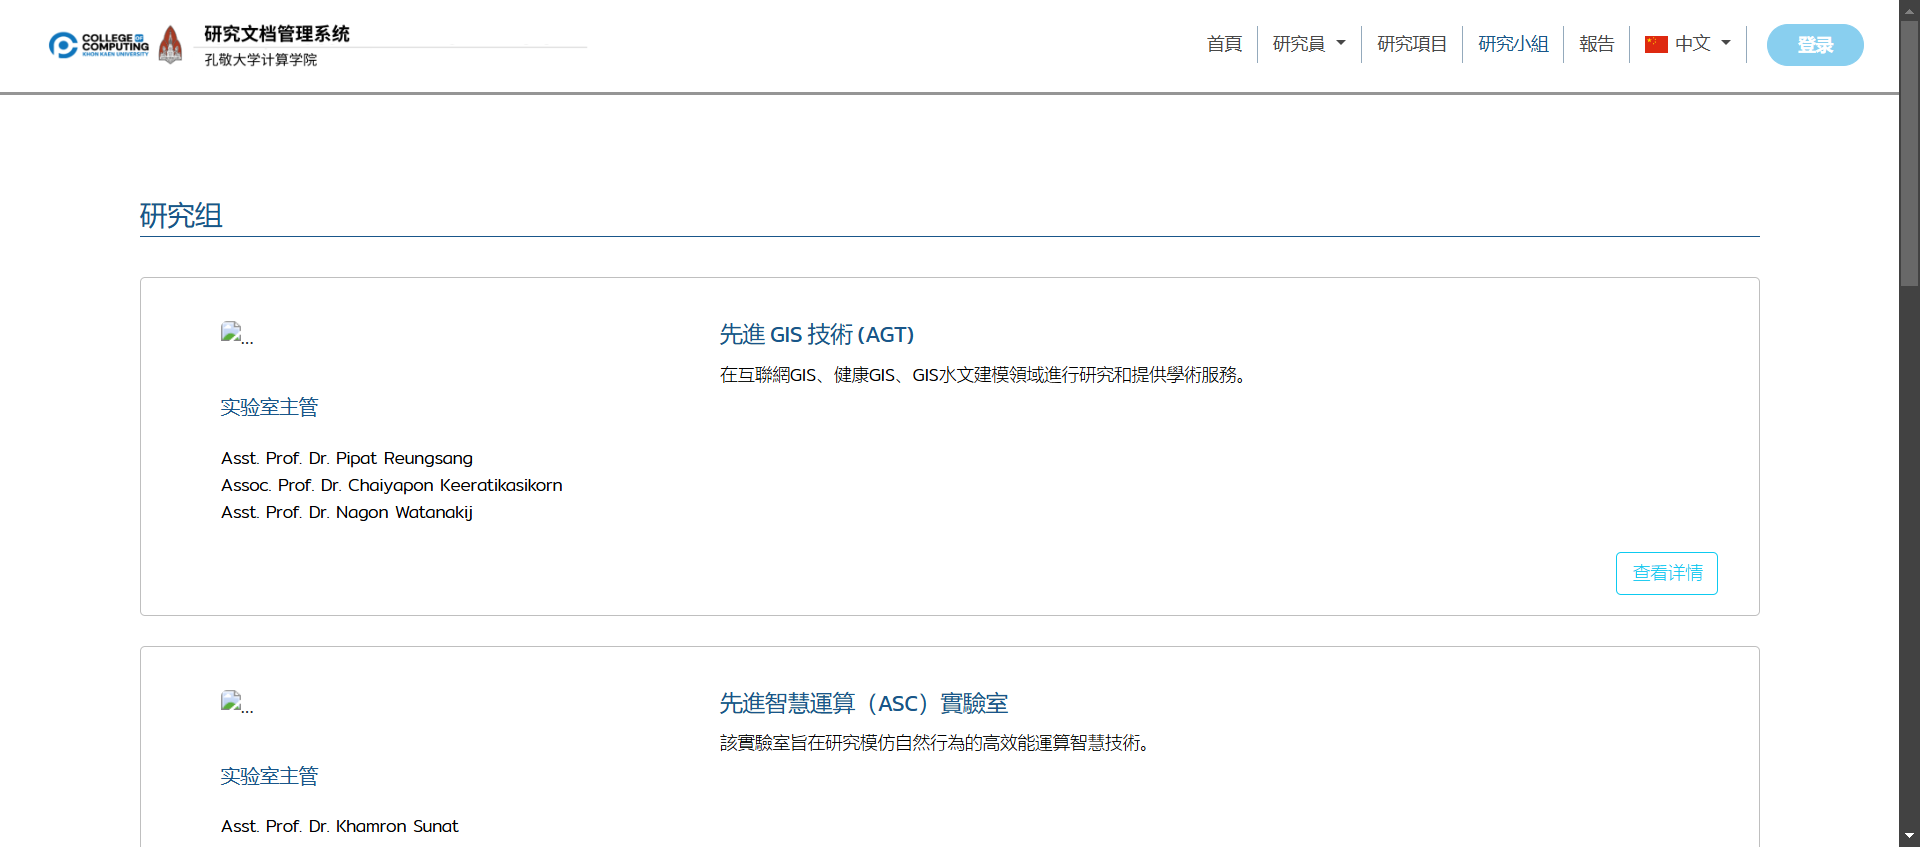 COLLEGE OF
COMPUTING
KHON KAEN UNIVERSITY
研究文档管理系统
孔敬大学计算学院
首頁
研究員
研究項目
研究小組
報告
中文
登录
研究组
...
先進 GIS 技術 (AGT)
在互聯網GIS、健康GIS、GIS水文建模領域進行研究和提供學術服務。
实验室主管
Asst. Prof. Dr. Pipat Reungsang
Assoc. Prof. Dr. Chaiyapon Keeratikasikorn
Asst. Prof. Dr. Nagon Watanakij
查看详情
...
先進智慧運算（ASC）實驗室
該實驗室旨在研究模仿自然行為的高效能運算智慧技術。
实验室主管
Asst. Prof. Dr. Khamron Sunat